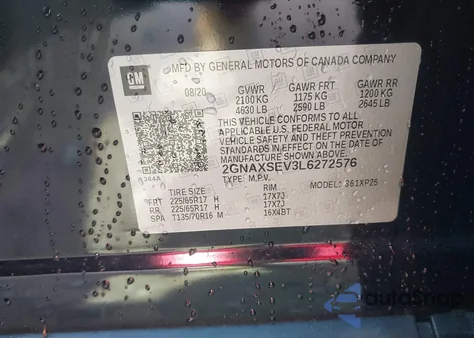 MFD BY GENERAL MOTORS OF CANADA COMPANY
GM
08/20 GVWR GAWR FRT GAWR RR
2100 KG 1175 KG 1200 KG
4630 LB 2590 LB 2645 LB
THIS VEHICLE CONFORMS TO ALL
APPLICABLE U.S. FEDERAL MOTOR
VEHICLE SAFETY AND THEFT PREVENTION
STANDARDS IN EFFECT ON THE DATE OF
MANUFACTURE SHOWN ABOVE.
2GNAXSEV3L6272576
TYPE: M.P.V. MODEL: 361XP26
TIRE SIZE RIM
FRT 225/65R17 H 17X7J
RR 225/65R17 H 17X7J
SPA T135/70R16 M 16X4BT
autoShop